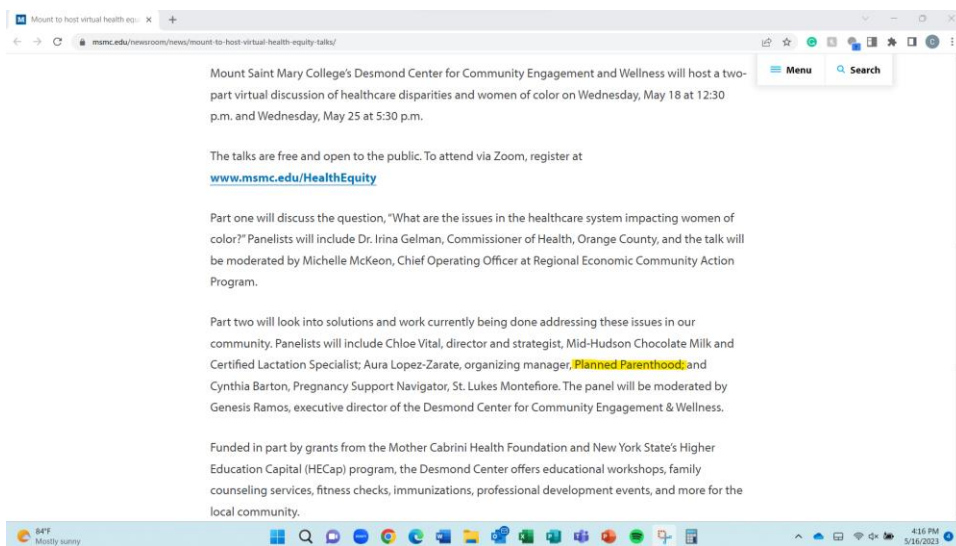 Mount to host virtual health equ
msmc.edu/newsroom/news/mount-to-host-virtual-health-equity-talks/
Menu
Search
Mount Saint Mary College's Desmond Center for Community Engagement and Wellness will host a two-
part virtual discussion of healthcare disparities and women of color on Wednesday, May 18 at 12:30
p.m. and Wednesday, May 25 at 5:30 p.m.
The talks are free and open to the public. To attend via Zoom, register at
www.msmc.edu/HealthEquity
Part one will discuss the question, "What are the issues in the healthcare system impacting women of
color?" Panelists will include Dr. Irina Gelman, Commissioner of Health, Orange County, and the talk will
be moderated by Michelle McKeon, Chief Operating Officer at Regional Economic Community Action
Program.
Part two will look into solutions and work currently being done addressing these issues in our
community. Panelists will include Chloe Vital, director and strategist, Mid-Hudson Chocolate Milk and
Certified Lactation Specialist; Aura Lopez-Zarate, organizing manager, Planned Parenthood; and
Cynthia Barton, Pregnancy Support Navigator, St. Lukes Montefiore. The panel will be moderated by
Genesis Ramos, executive director of the Desmond Center for Community Engagement & Wellness.
Funded in part by grants from the Mother Cabrini Health Foundation and New York State's Higher
Education Capital (HECap) program, the Desmond Center offers educational workshops, family
counseling services, fitness checks, immunizations, professional development events, and more for the
local community.
84°F
Mostly sunny
4:16 PM
5/16/2023